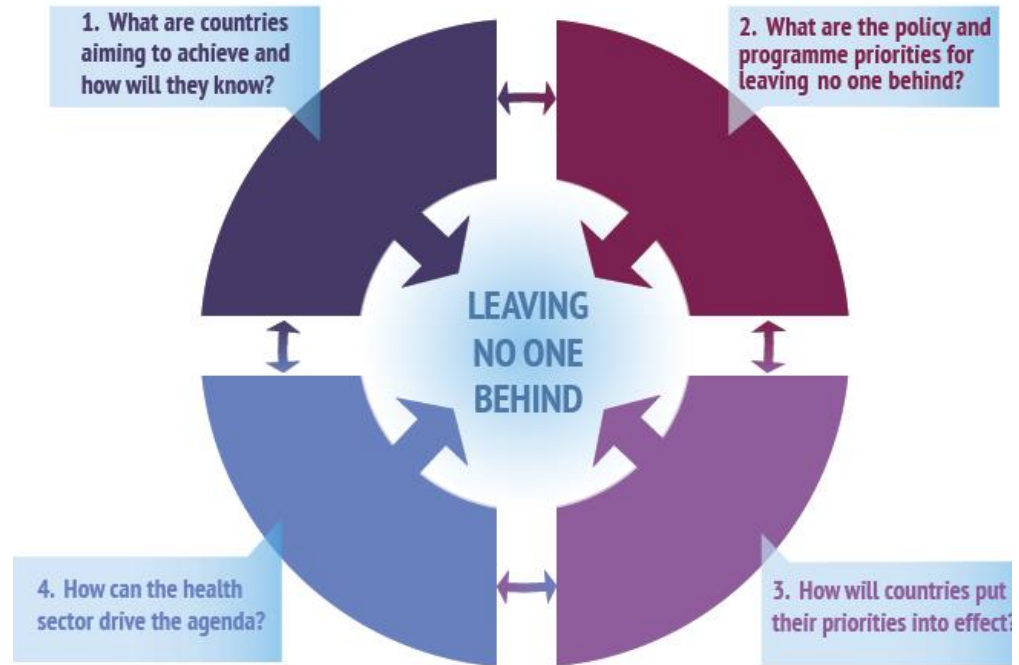 1. What are countries
aiming to achieve and
how will they know?
2. What are the policy and
programme priorities for
leaving no one behind?
LEAVING
NO ONE
BEHIND
4. How can the health
sector drive the agenda?
3. How will countries put
their priorities into effect?